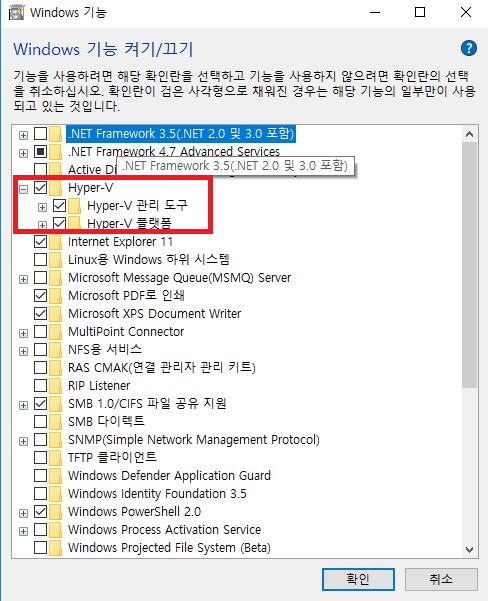 Windows 기능
Windows 기능 켜기/끄기
기능을 사용하려면 해당 확인란을 선택하고 기능을 사용하지 않으려면 확인란의 선택
을 취소하십시오. 확인란이 검은 사각형으로 채워진 경우는 해당 기능의 일부만이 사용
되고 있는 것입니다.
.NET Framework 3.5(.NET 2.0 및 3.0 포함)
.NET Framework 4.7 Advanced Services
.NET Framework 3.5(.NET 2.0 및 3.0 포함)
Active Di
Hyper-V
Hyper-V 관리 도구
Hyper-V 플랫폼
Internet Explorer 11
Linux용 Windows 하위 시스템
Microsoft Message Queue(MSMQ) Server
Microsoft PDF로 인쇄
Microsoft XPS Document Writer
MultiPoint Connector
NFS용 서비스
RAS CMAK(연결 관리자 관리 키트)
RIP Listener
SMB 1.0/CIFS 파일 공유 지원
SMB 다이렉트
SNMP(Simple Network Management Protocol)
TFTP 클라이언트
Windows Defender Application Guard
Windows Identity Foundation 3.5
Windows PowerShell 2.0
Windows Process Activation Service
Windows Projected File System (Beta)
확인
취소